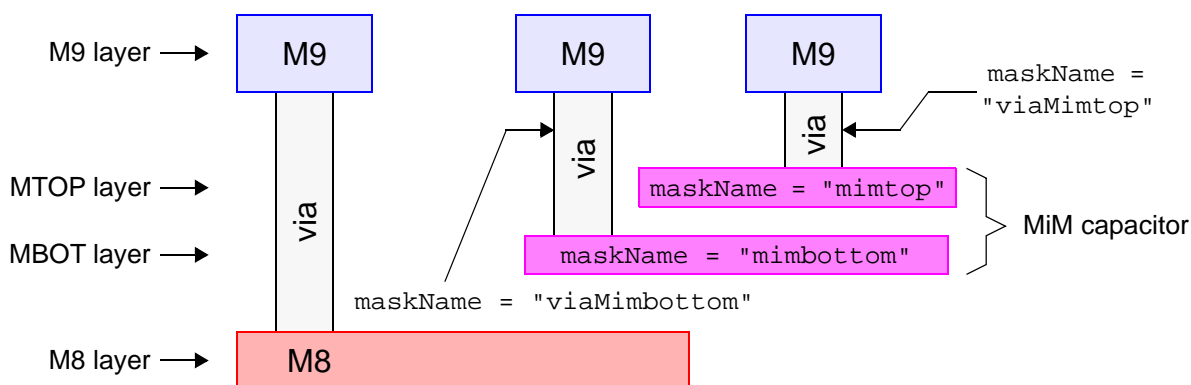 M9 layer
M9
M9
M9
maskName =
"viaMimtop"
via
via
via
MTOP layer
maskName = "mimtop"
MiM capacitor
MBOT layer
maskName = "mimbottom"
maskName = "viaMimbottom"
M8 layer
M8